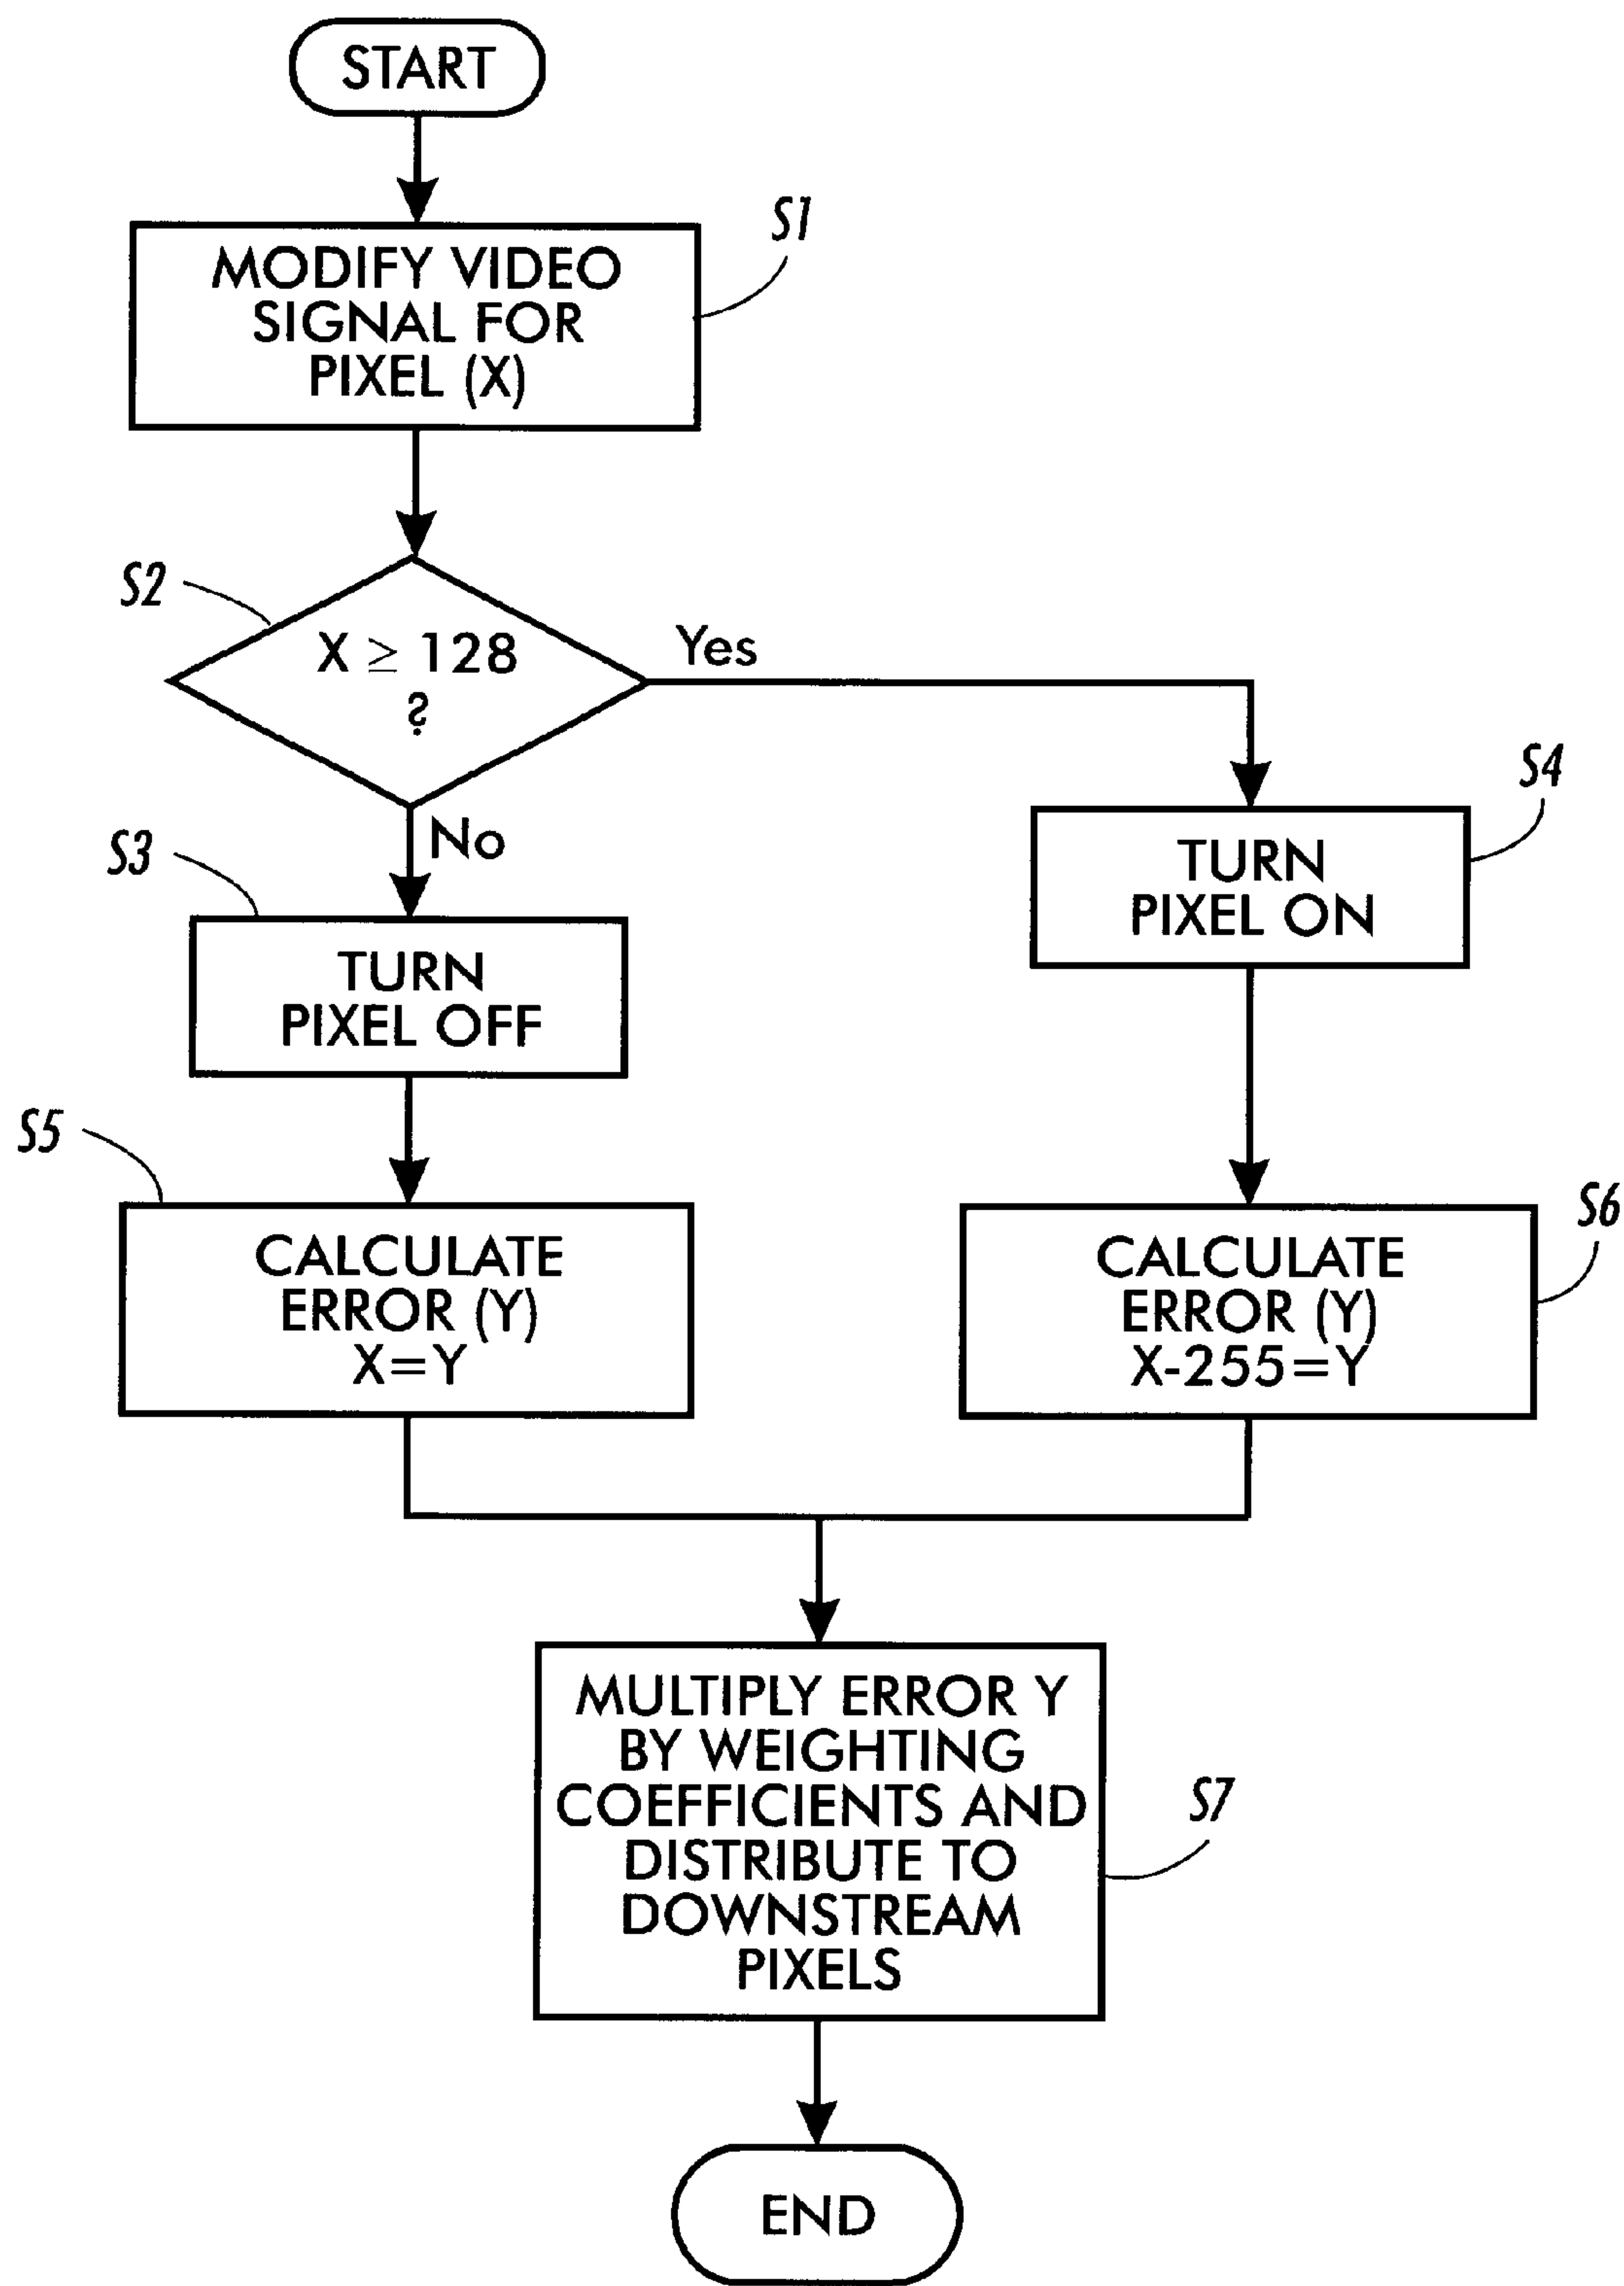 START
S1
MODIFY VIDEO
SIGNAL FOR
PIXEL (X)
S2
X ≥ 128
?
Yes
No
S3
TURN
PIXEL OFF
S4
TURN
PIXEL ON
S5
CALCULATE
ERROR (Y)
X=Y
S6
CALCULATE
ERROR (Y)
X-255=Y
MULTIPLY ERROR Y
BY WEIGHTING
COEFFICIENTS AND
DISTRIBUTE TO
DOWNSTREAM
PIXELS
S7
END